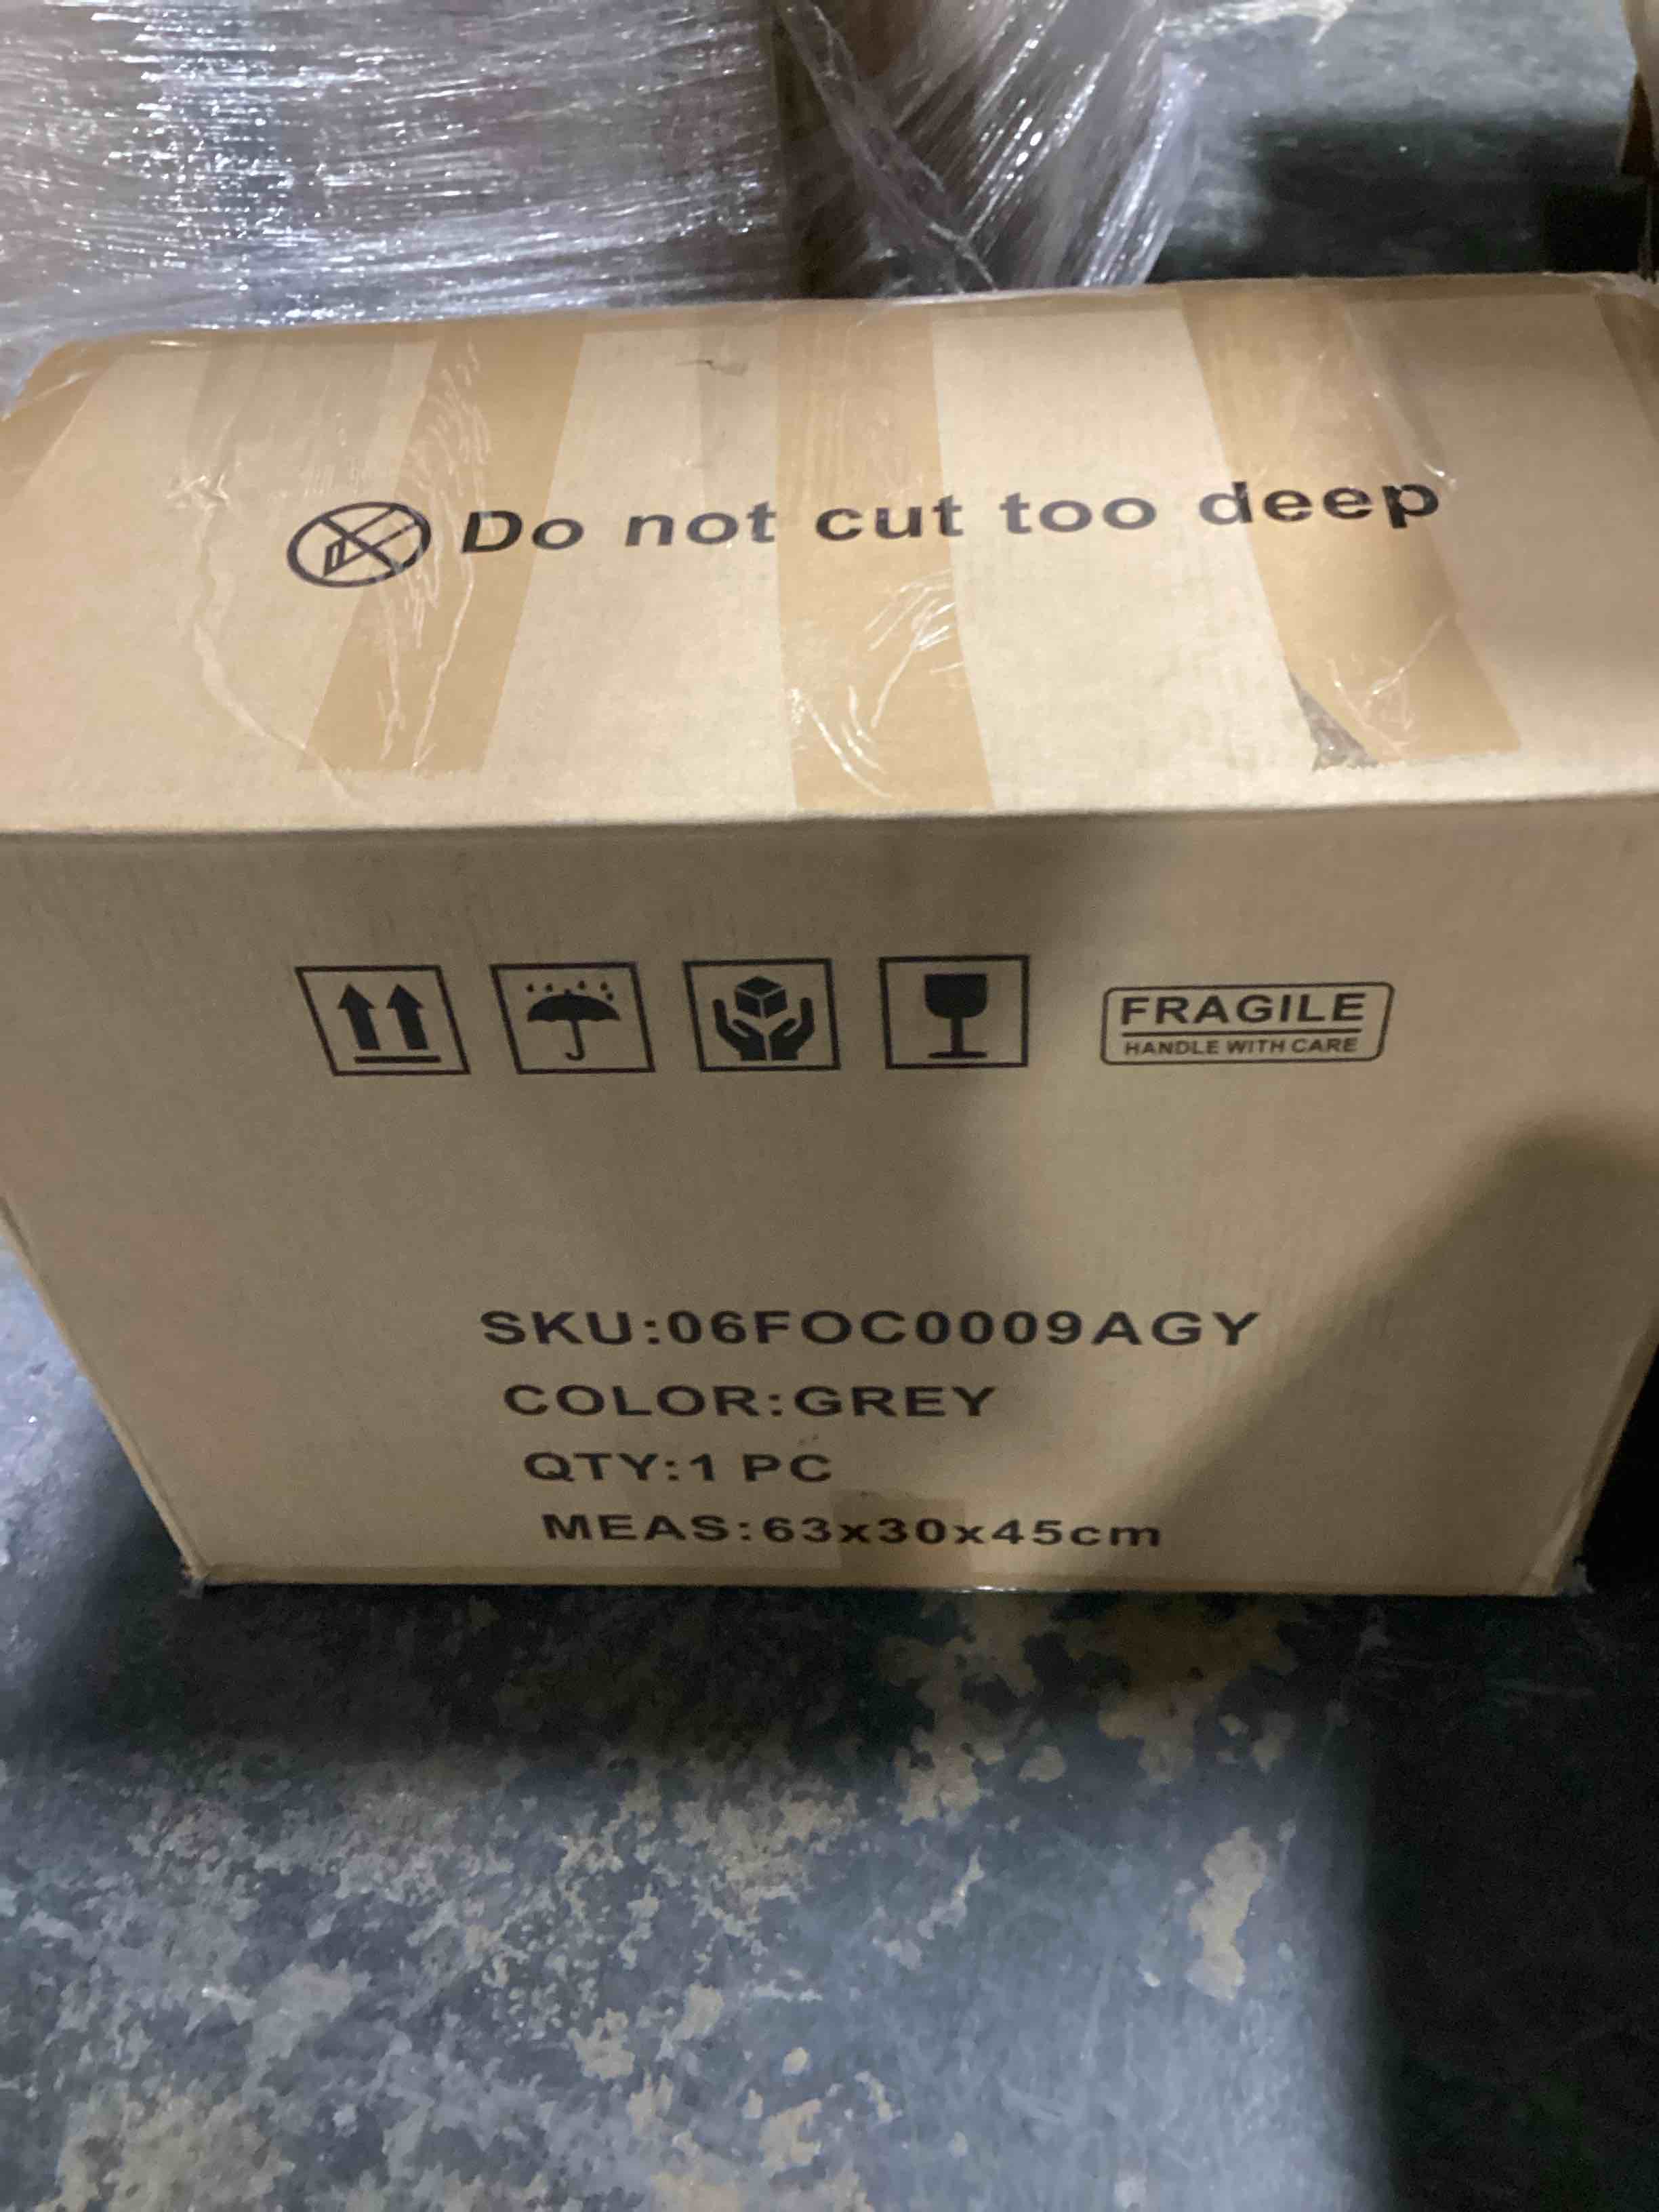 Do not cut too deep
FRAGILE
HANDLE WITH CARE
SKU:06FOC0009AGY
COLOR:GREY
QTY:1 PC
MEAS:63x30x45cm